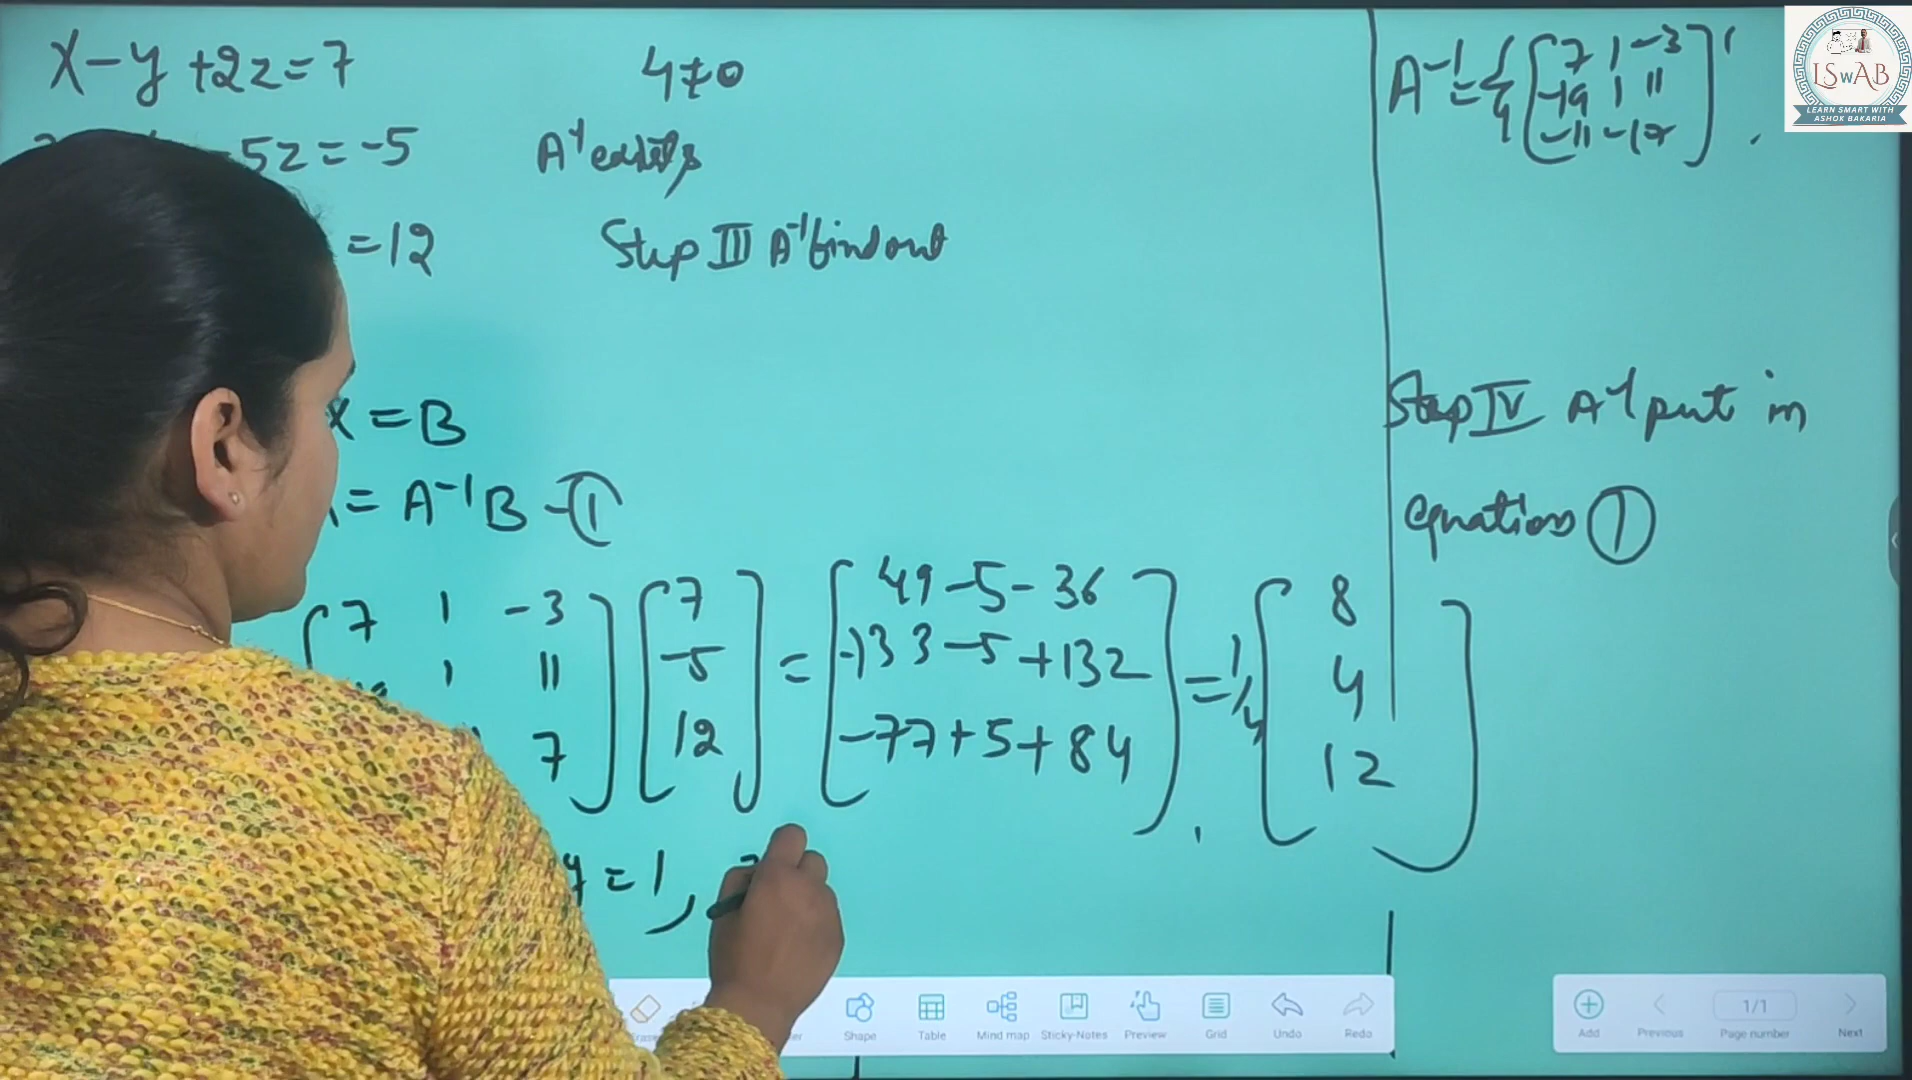 x-y+2z=7
-5z=-5
=12
4≠0
A⁻¹ exists
Step III A⁻¹ find out
X=B
= A⁻¹B -①
7 1 -3
1 11
7
7
-5
12
=
49-5-36
-133-5+132
-77+5+84
= 1/4
8
4
12
y=1,
A⁻¹ = 1/4
7 1 -3
-19 1 11
-11 -1 7
Step IV A⁻¹ put in
equation ①
LSwAB
LEARN SMART WITH
ASHOK BAKARIA
Shape
Table
Mind map
Sticky-Notes
Preview
Grid
Undo
Redo
Add
Previous
1/1
Page number
Next